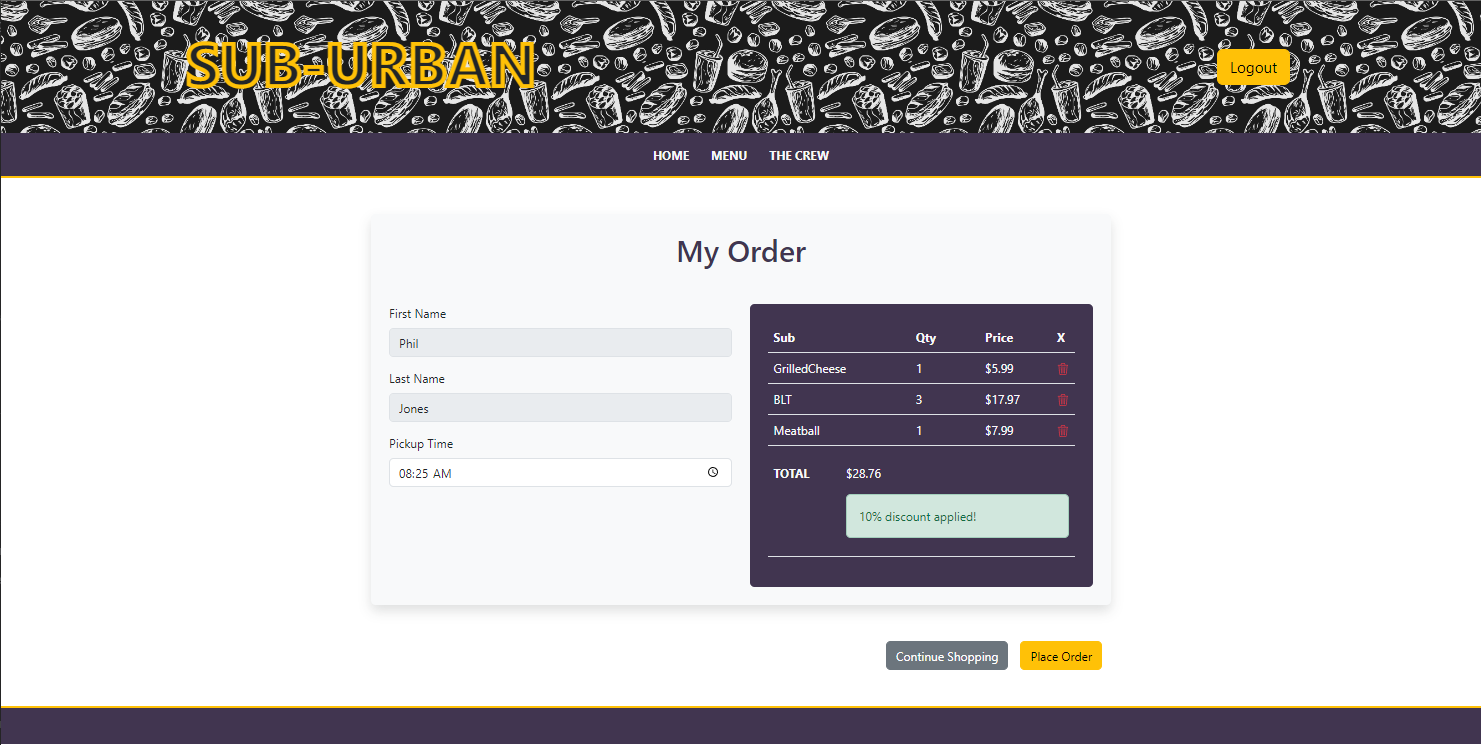 SUB-URBAN
Logout
HOME MENU THE CREW
My Order
First Name
Phil
Last Name
Jones
Pickup Time
08:25 AM
Sub Qty Price X
GrilledCheese 1 $5.99
BLT 3 $17.97
Meatball 1 $7.99
TOTAL $28.76
10% discount applied!
Continue Shopping Place Order